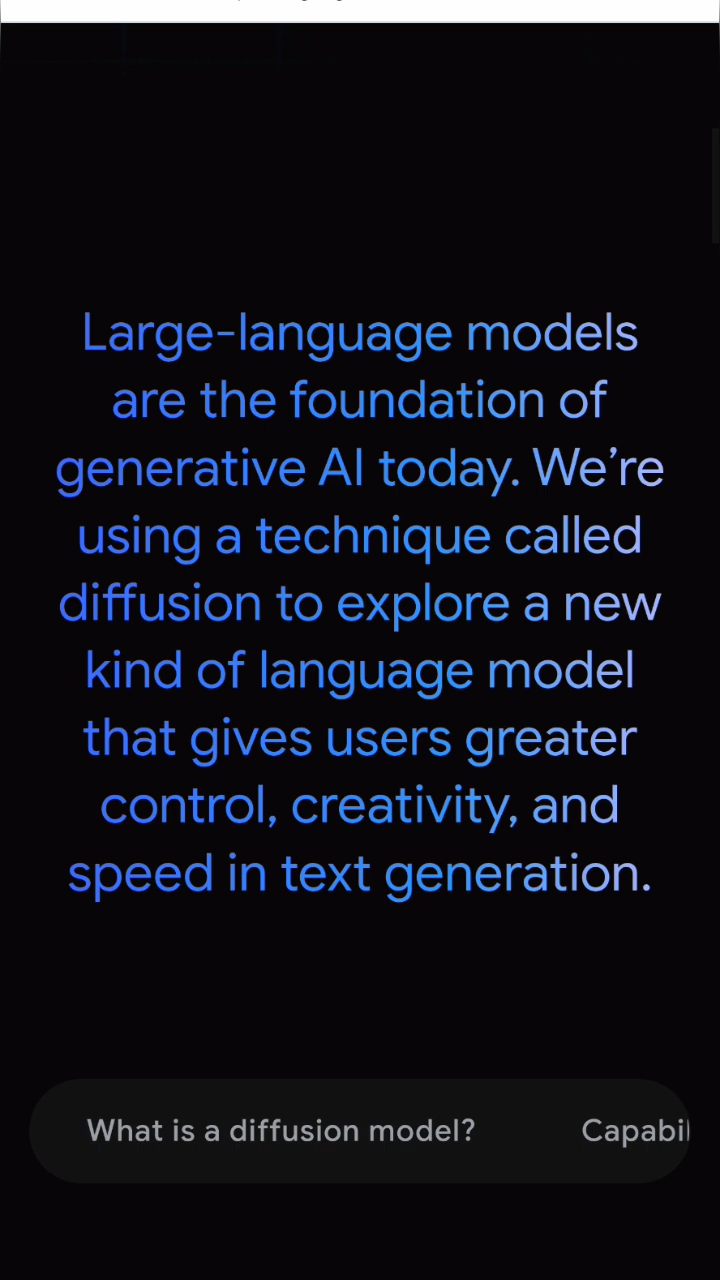 Large-language models
are the foundation of
generative AI today. We’re
using a technique called
diffusion to explore a new
kind of language model
that gives users greater
control, creativity, and
speed in text generation.
What is a diffusion model? Capabil